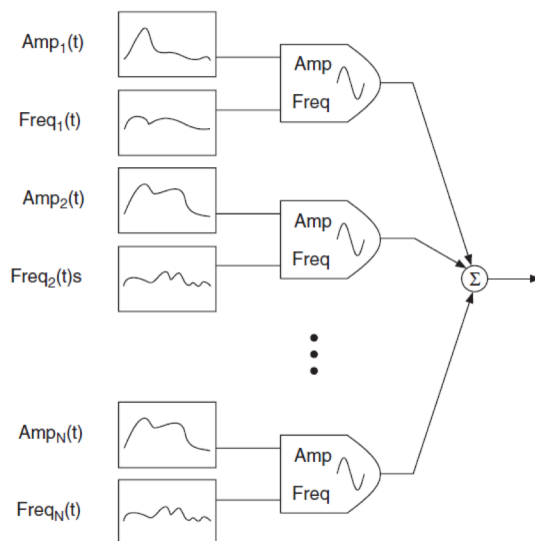 Amp₁(t)
Amp
Freq
Freq₁(t)
Amp₂(t)
Amp
Freq
Freq₂(t)s
Σ
Ampₙ(t)
Amp
Freq
Freqₙ(t)